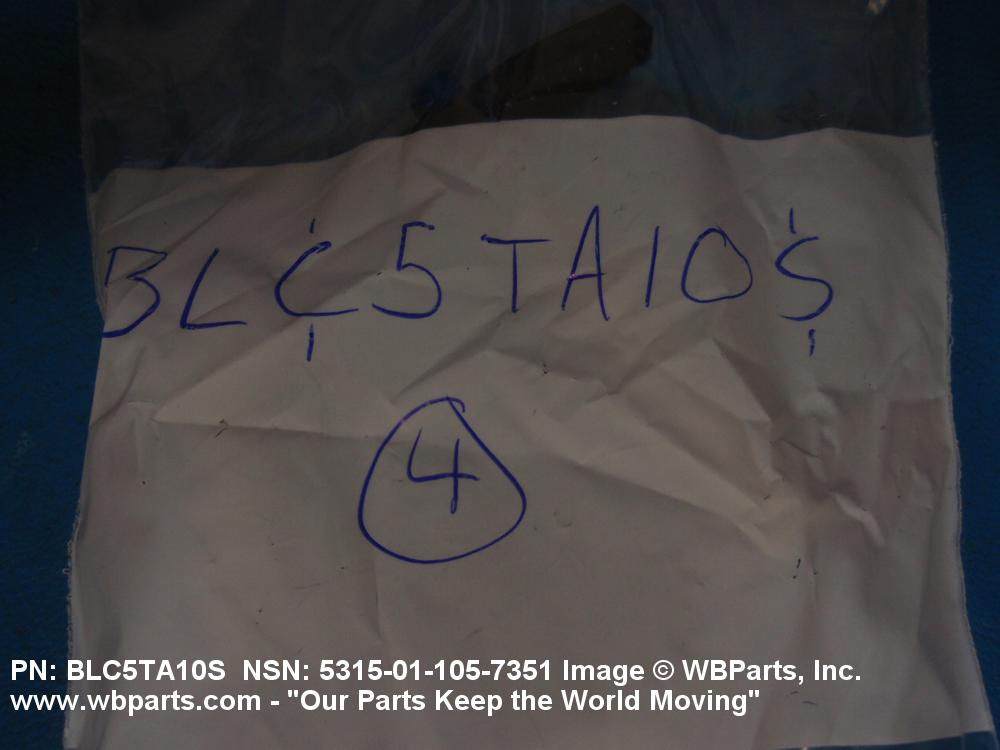 BLC5TA10S
4
PN: BLC5TA10S NSN: 5315-01-105-7351 Image © WBParts, Inc.
www.wbparts.com - "Our Parts Keep the World Moving"